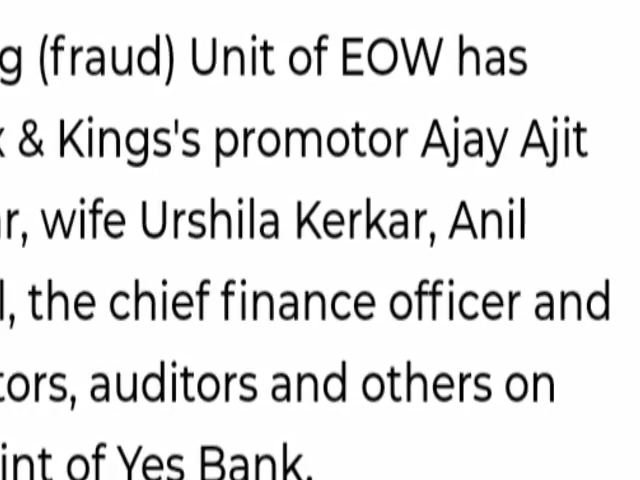 g (fraud) Unit of EOW has
& Kings's promotor Ajay Ajit
r, wife Urshila Kerkar, Anil
l, the chief finance officer and
tors, auditors and others on
int of Yes Bank.